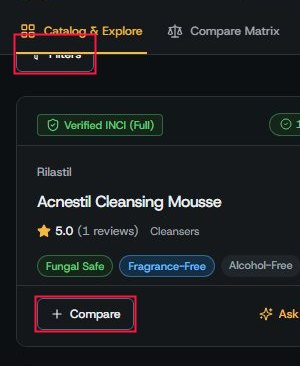 Catalog & Explore
Compare Matrix
Filters
Verified INCI (Full)
Rilastil
Acnestil Cleansing Mousse
5.0 (1 reviews) Cleansers
Fungal Safe
Fragrance-Free
Alcohol-Free
+ Compare
Ask